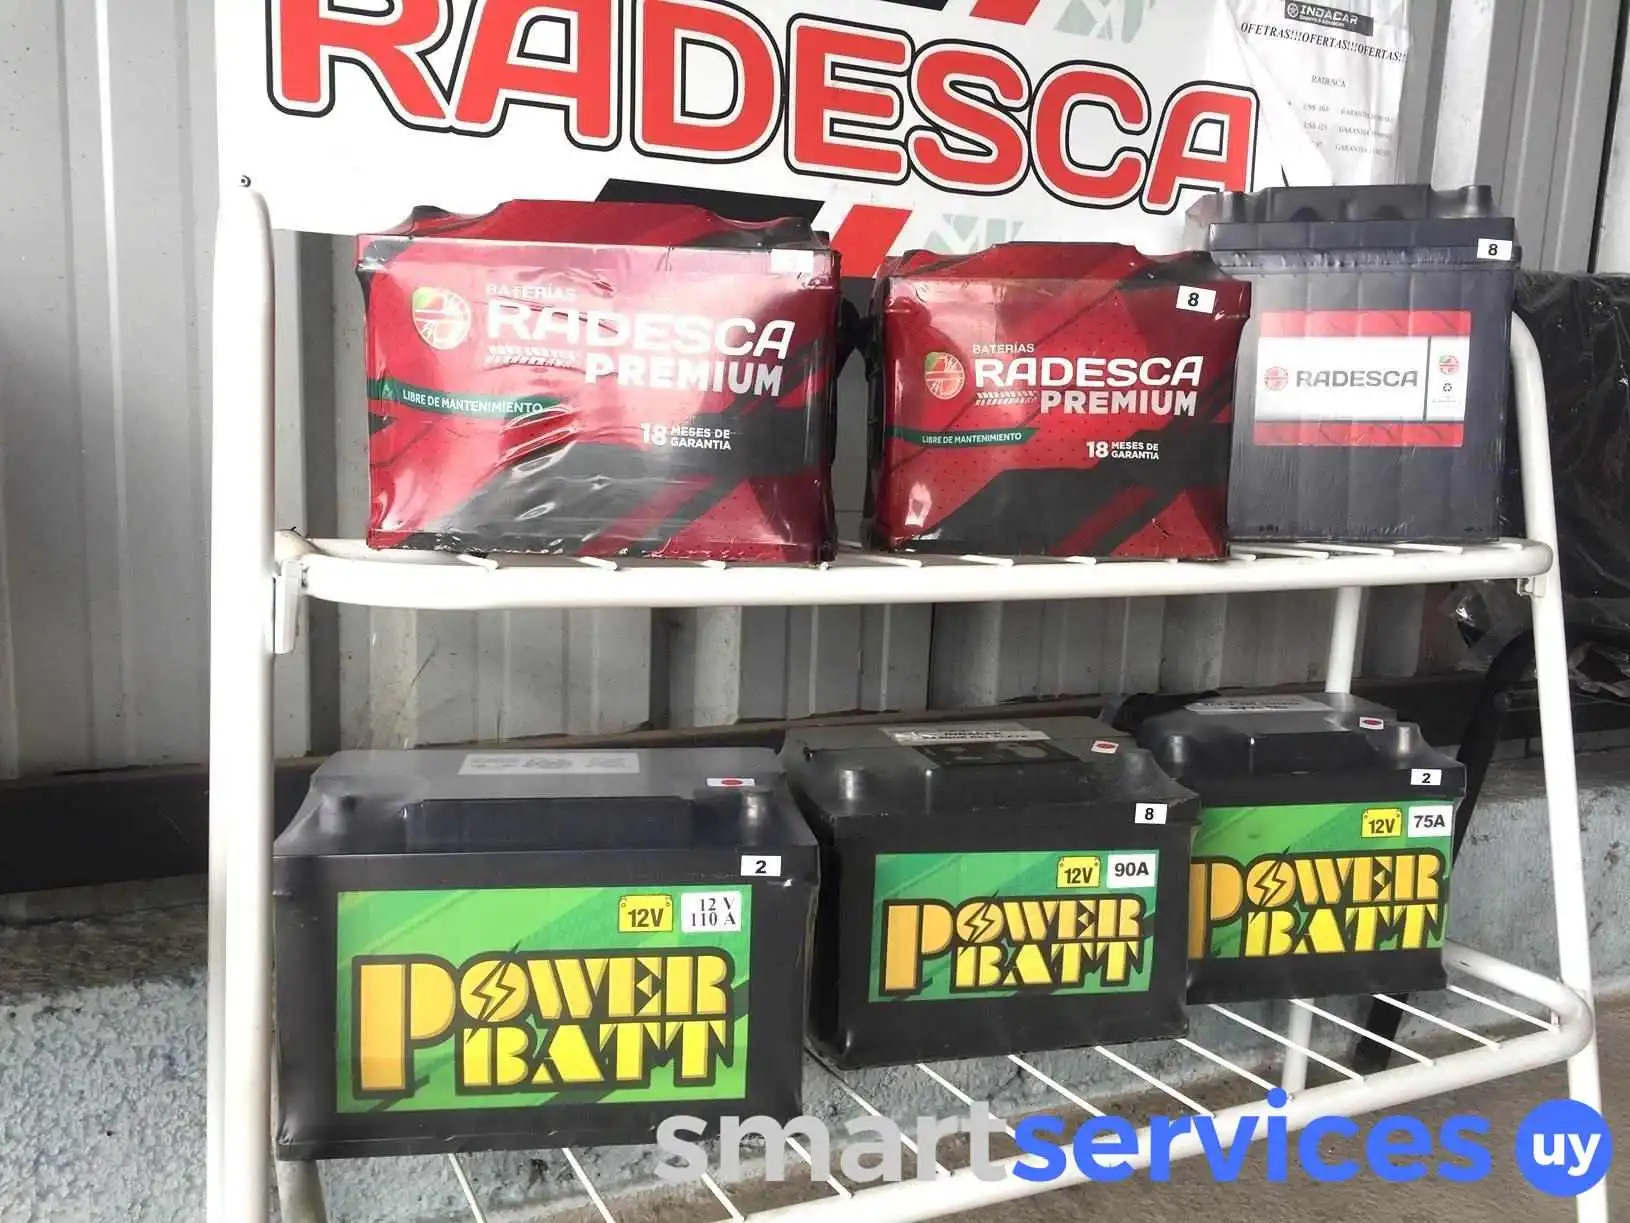 RADESCA
INDACAR
OFETRAS!!!OFERTAS!!!OFERTAS!!!
RADESCA
BATERÍAS
RADESCA
PREMIUM
LIBRE DE MANTENIMIENTO
18 MESES DE
GARANTIA
8
BATERÍAS
RADESCA
PREMIUM
LIBRE DE MANTENIMIENTO
18 MESES DE
GARANTIA
8
RADESCA
2
12V
12 V
110 A
POWER
BATT
INDACAR
8
12V 90A
POWER
BATT
2
12V 75A
POWER
BATT
smartservices uy